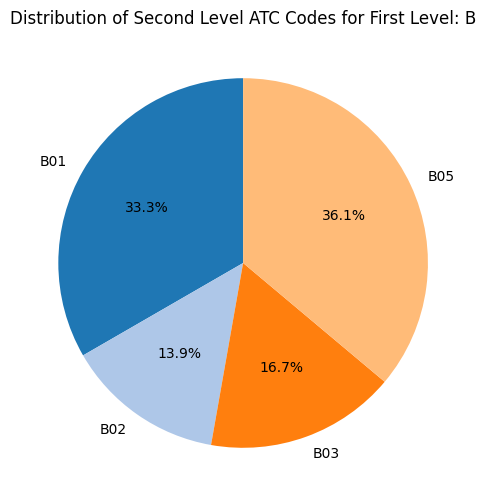 Distribution of Second Level ATC Codes for First Level: B
B01
33.3%
B05
36.1%
B02
13.9%
B03
16.7%